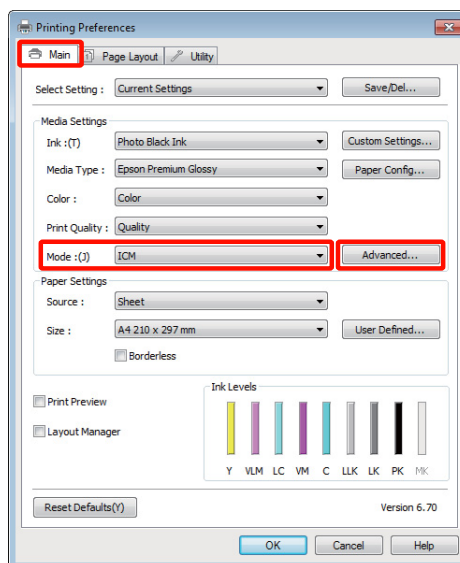 Printing Preferences
Main Page Layout Utility
Select Setting : Current Settings Save/Del...
Media Settings
Ink :(T) Photo Black Ink Custom Settings...
Media Type : Epson Premium Glossy Paper Config...
Color : Color
Print Quality : Quality
Mode :(J) ICM Advanced...
Paper Settings
Source : Sheet
Size : A4 210 x 297 mm User Defined...
Borderless
Ink Levels
Print Preview
Layout Manager
Y VLM LC VM C LLK LK PK MK
Reset Defaults(Y) Version 6.70
OK Cancel Help